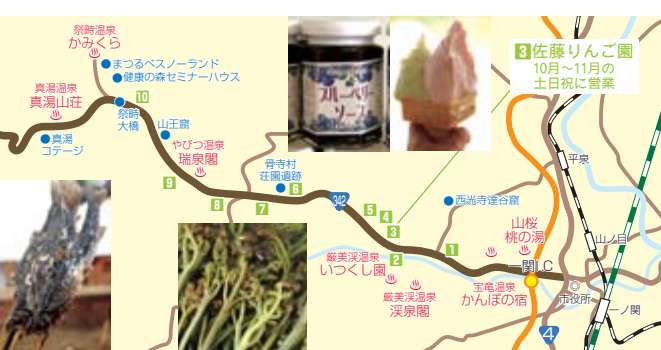 祭畤温泉
かみくら
まつるべスノーランド
健康の森セミナーハウス
真湯温泉
真湯山荘
10
祭畤
大橋
真湯
コテージ
山王窟
やびつ温泉
瑞泉閣
9
8
7
骨寺村
荘園遺跡
6
342
5
4
3
2
1
ブルーベリー
ソース
3 佐藤りんご園
10月〜11月の
土日祝に営業
平泉
西光寺達谷窟
山桜
桃の湯
山ノ目
厳美渓温泉
いつくし園
厳美渓温泉
渓泉閣
一関I.C
宝竜温泉
かんぽの宿
市役所
一ノ関
4